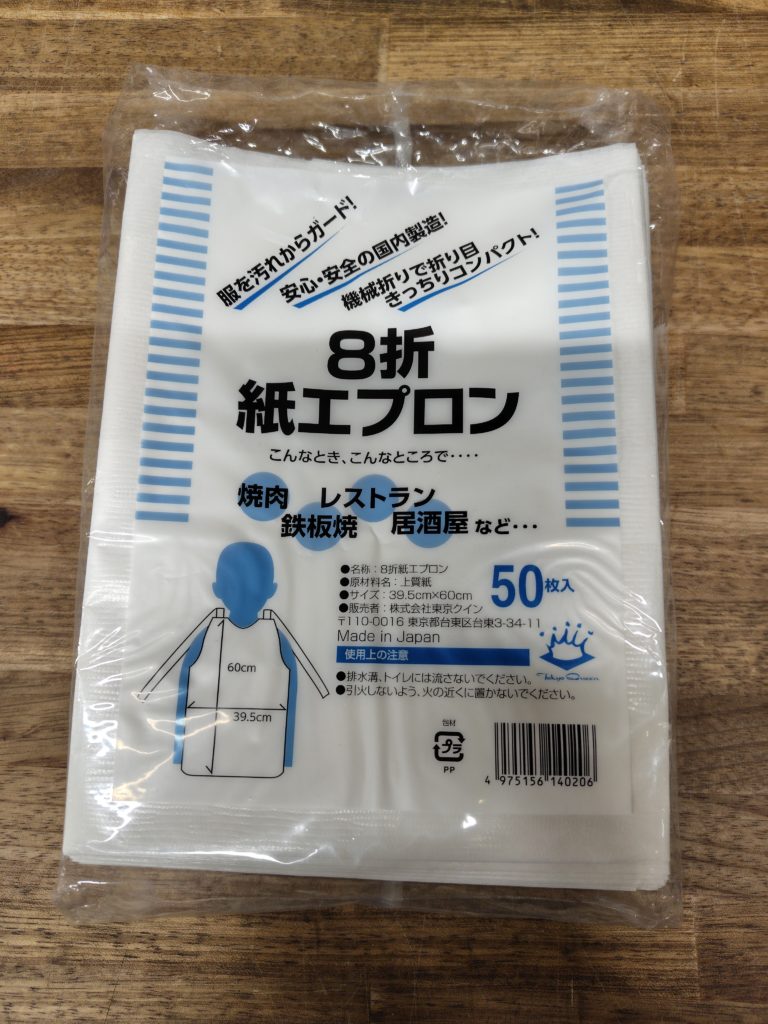 服を汚れからガード!
安心・安全の国内製造!
機械折りで折り目
きっちりコンパクト!
8折
紙エプロン
こんなとき、こんなところで・・・・
焼肉 レストラン
鉄板焼 居酒屋 など・・・
●名称：8折紙エプロン
●原材料名：上質紙
●サイズ：39.5cm×60cm
●販売者：株式会社東京クイン
〒110-0016 東京都台東区台東3-34-11
Made in Japan
50枚入
使用上の注意
●排水溝、トイレには流さないでください。
●引火しないよう、火の近くに置かないでください。
Tokyo Queen
60cm
39.5cm
包材
プラ
PP
4 975156 140206